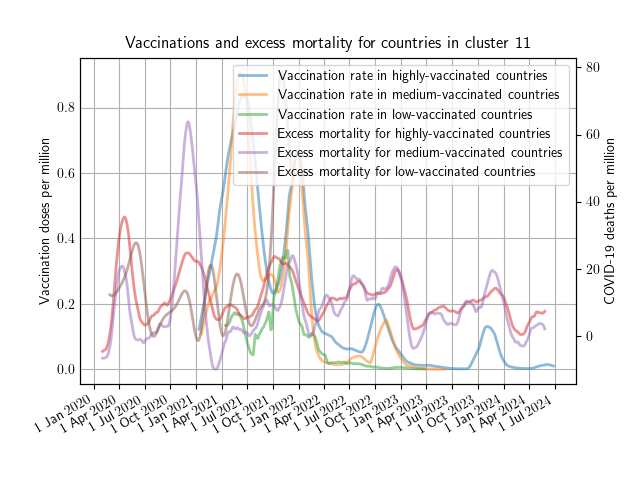 Vaccinations and excess mortality for countries in cluster 11
Vaccination rate in highly-vaccinated countries
Vaccination rate in medium-vaccinated countries
Vaccination rate in low-vaccinated countries
Excess mortality for highly-vaccinated countries
Excess mortality for medium-vaccinated countries
Excess mortality for low-vaccinated countries
Vaccination doses per million
0.8
0.6
0.4
0.2
0.0
COVID-19 deaths per million
80
60
40
20
0
1 Jan 2020
1 Apr 2020
1 Jul 2020
1 Oct 2020
1 Jan 2021
1 Apr 2021
1 Jul 2021
1 Oct 2021
1 Jan 2022
1 Apr 2022
1 Jul 2022
1 Oct 2022
1 Jan 2023
1 Apr 2023
1 Jul 2023
1 Oct 2023
1 Jan 2024
1 Apr 2024
1 Jul 2024